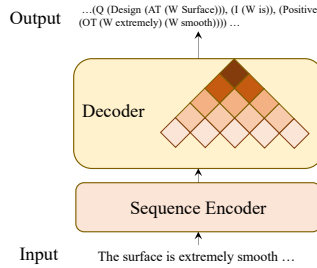 Output
…(Q (Design (AT (W Surface))), (I (W is)), (Positive
(OT (W extremely) (W smooth)))) …
Decoder
Sequence Encoder
Input
The surface is extremely smooth …